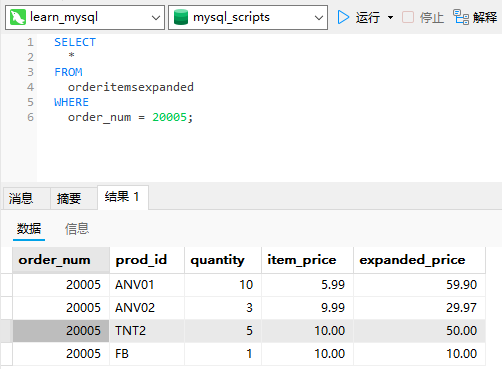 learn_mysql mysql_scripts 运行 停止 解释
1 SELECT
2 *
3 FROM
4 orderitemsexpanded
5 WHERE
6 order_num = 20005;
消息 摘要 结果 1
数据 信息
order_num prod_id quantity item_price expanded_price
20005 ANV01 10 5.99 59.90
20005 ANV02 3 9.99 29.97
20005 TNT2 5 10.00 50.00
20005 FB 1 10.00 10.00